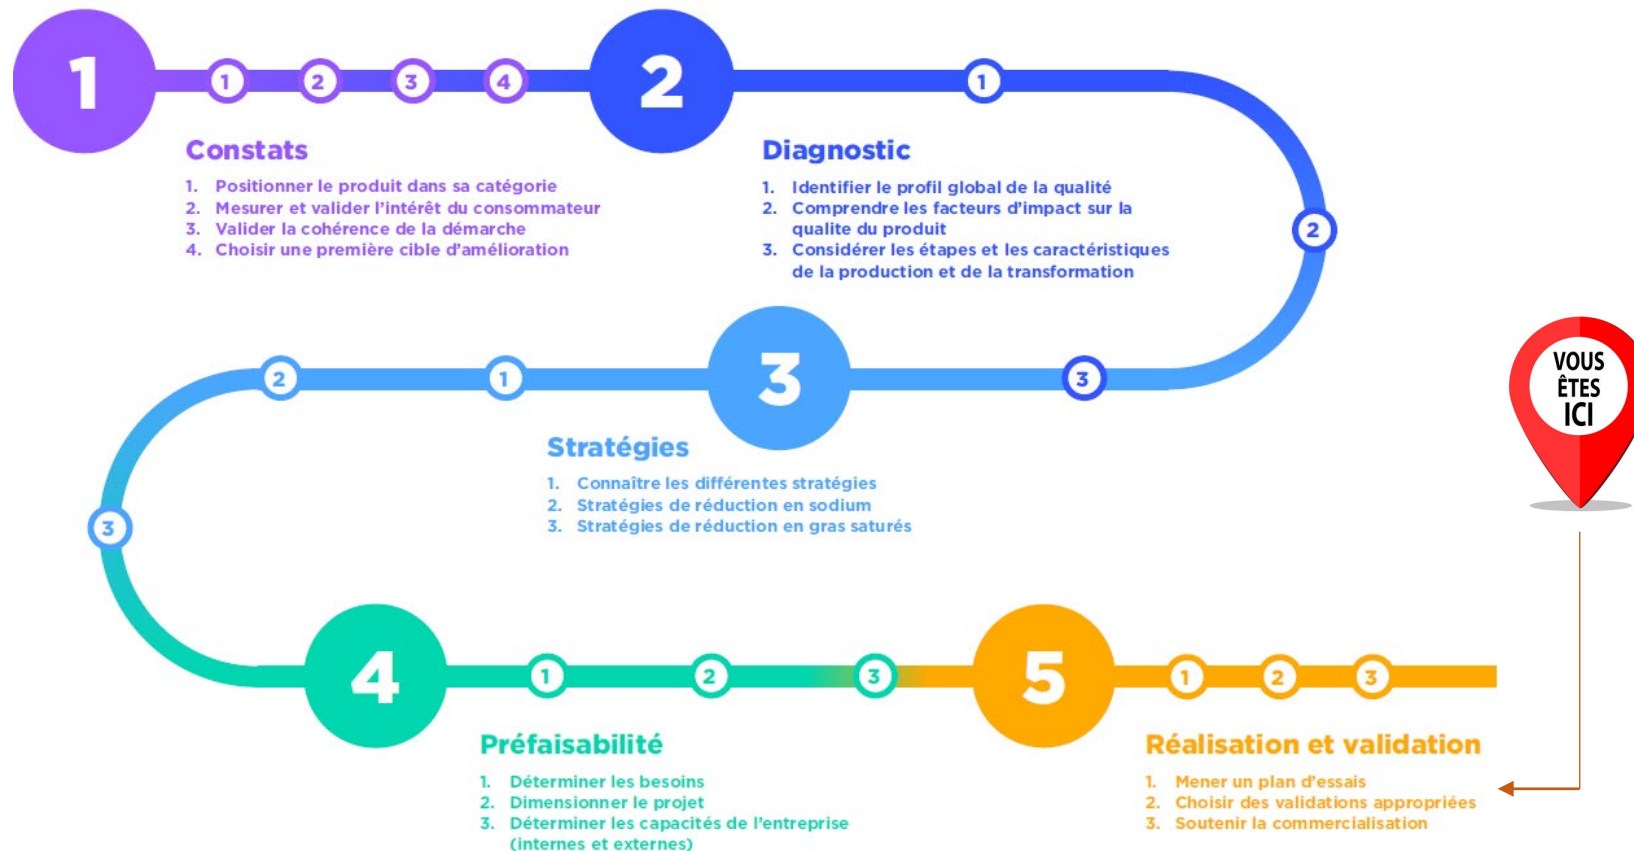 1
1
2
3
4
2
1
Constats
1. Positionner le produit dans sa catégorie
2. Mesurer et valider l'intérêt du consommateur
3. Valider la cohérence de la démarche
4. Choisir une première cible d'amélioration
Diagnostic
1. Identifier le profil global de la qualité
2. Comprendre les facteurs d'impact sur la
qualite du produit
3. Considérer les étapes et les caractéristiques
de la production et de la transformation
2
3
3
1
2
3
Stratégies
1. Connaître les différentes stratégies
2. Stratégies de réduction en sodium
3. Stratégies de réduction en gras saturés
VOUS
ÊTES
ICI
4
1
2
3
5
1
2
3
Préfaisabilité
1. Déterminer les besoins
2. Dimensionner le projet
3. Déterminer les capacités de l'entreprise
(internes et externes)
Réalisation et validation
1. Mener un plan d'essais
2. Choisir des validations appropriées
3. Soutenir la commercialisation